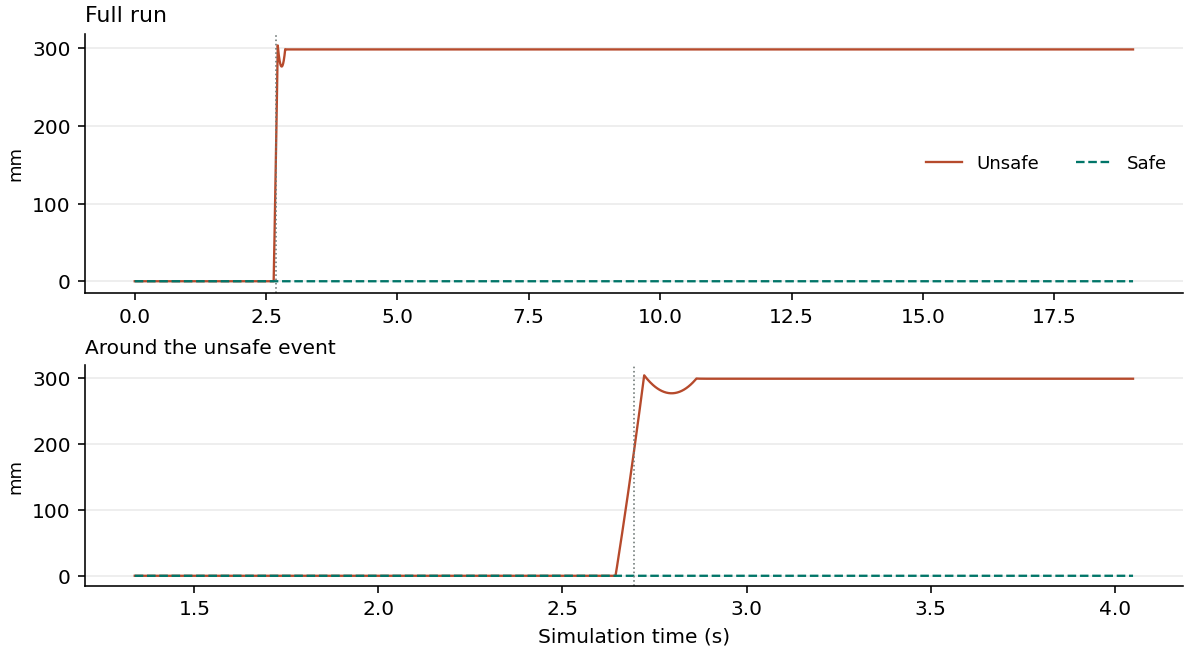 Full run
mm
300
200
100
0
Unsafe Safe
0.0 2.5 5.0 7.5 10.0 12.5 15.0 17.5
Around the unsafe event
mm
300
200
100
0
1.5 2.0 2.5 3.0 3.5 4.0
Simulation time (s)